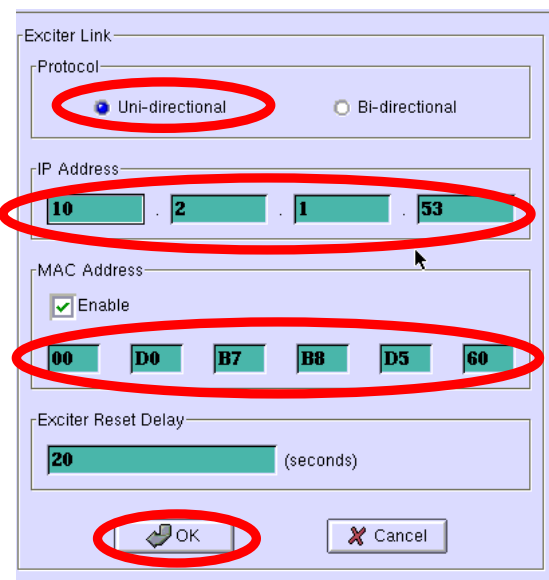 Exciter Link
Protocol
Uni-directional Bi-directional
IP Address
10 . 2 . 1 . 53
MAC Address
Enable
00 D0 B7 B8 D5 60
Exciter Reset Delay
20 (seconds)
OK Cancel